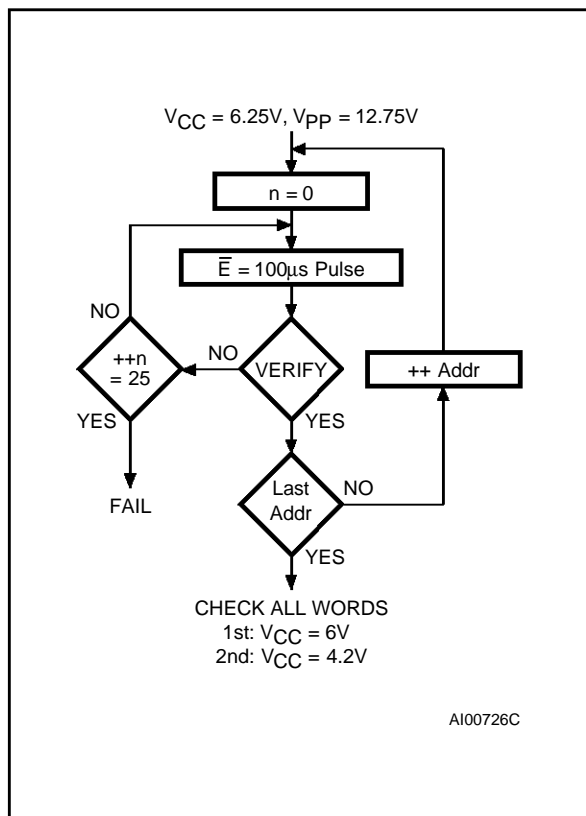 VCC = 6.25V, VPP = 12.75V
n = 0
E̅ = 100µs Pulse
NO
++n
= 25
NO
VERIFY
++ Addr
YES
YES
Last
Addr
NO
FAIL
YES
CHECK ALL WORDS
1st: VCC = 6V
2nd: VCC = 4.2V
AI00726C